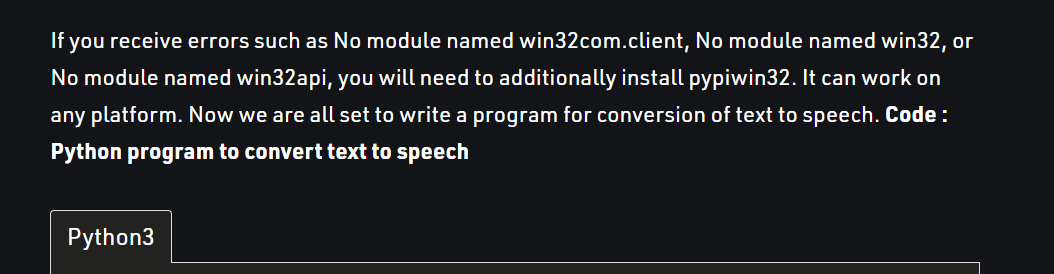 If you receive errors such as No module named win32com.client, No module named win32, or
No module named win32api, you will need to additionally install pypiwin32. It can work on
any platform. Now we are all set to write a program for conversion of text to speech. Code :
Python program to convert text to speech
Python3